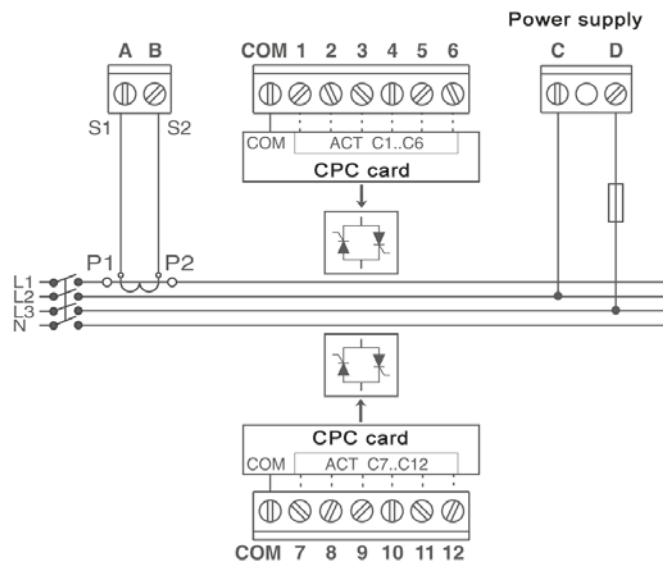 Power supply
A B
COM 1 2 3 4 5 6
C D
S1 S2
COM ACT C1..C6
CPC card
P1 P2
L1
L2
L3
N
CPC card
COM ACT C7..C12
COM 7 8 9 10 11 12